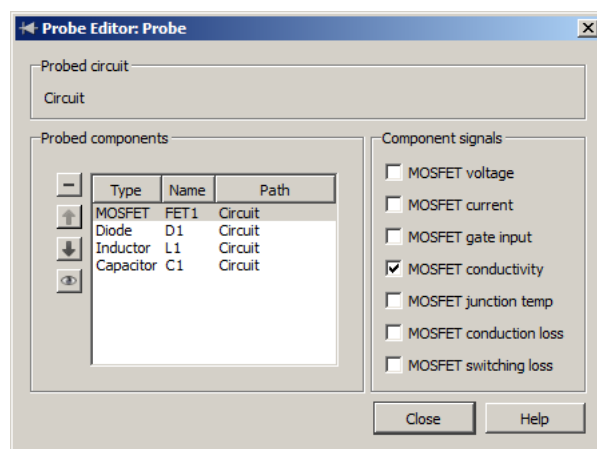 Probe Editor: Probe
Probed circuit
Circuit
Probed components
Type Name Path
MOSFET FET1 Circuit
Diode D1 Circuit
Inductor L1 Circuit
Capacitor C1 Circuit
Component signals
MOSFET voltage
MOSFET current
MOSFET gate input
MOSFET conductivity
MOSFET junction temp
MOSFET conduction loss
MOSFET switching loss
Close Help